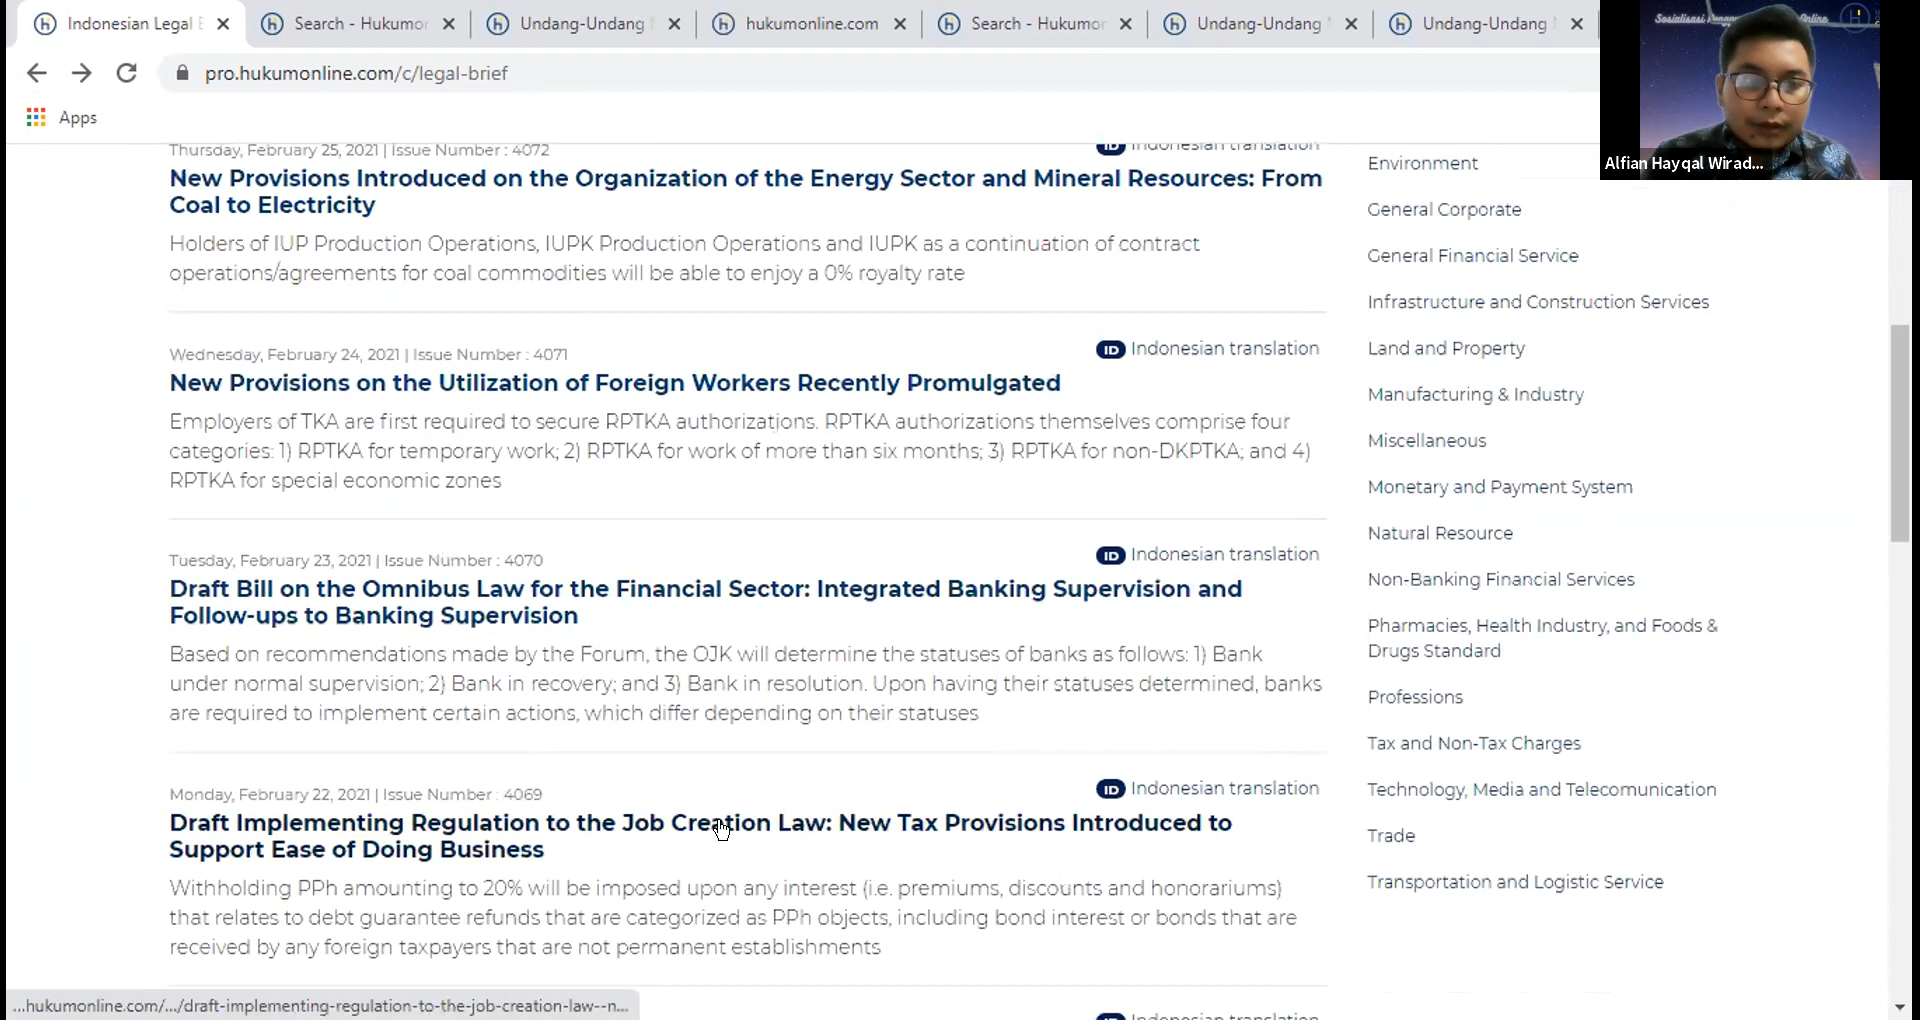 Indonesian Legal
Search - Hukumo
Undang-Undang
hukumonline.com
Search - Hukumor
Undang-Undang
Undang-Undang
Sosialisasi
Online
pro.hukumonline.com/c/legal-brief
Apps
Alfian Hayqal Wirad...
Thursday, February 25, 2021 | Issue Number : 4072
ID Indonesian translation
New Provisions Introduced on the Organization of the Energy Sector and Mineral Resources: From
Coal to Electricity
Holders of IUP Production Operations, IUPK Production Operations and IUPK as a continuation of contract
operations/agreements for coal commodities will be able to enjoy a 0% royalty rate
Wednesday, February 24, 2021 | Issue Number : 4071
ID Indonesian translation
New Provisions on the Utilization of Foreign Workers Recently Promulgated
Employers of TKA are first required to secure RPTKA authorizations. RPTKA authorizations themselves comprise four
categories: 1) RPTKA for temporary work; 2) RPTKA for work of more than six months; 3) RPTKA for non-DKPTKA; and 4)
RPTKA for special economic zones
Tuesday, February 23, 2021 | Issue Number : 4070
ID Indonesian translation
Draft Bill on the Omnibus Law for the Financial Sector: Integrated Banking Supervision and
Follow-ups to Banking Supervision
Based on recommendations made by the Forum, the OJK will determine the statuses of banks as follows: 1) Bank
under normal supervision; 2) Bank in recovery; and 3) Bank in resolution. Upon having their statuses determined, banks
are required to implement certain actions, which differ depending on their statuses
Monday, February 22, 2021 | Issue Number : 4069
ID Indonesian translation
Draft Implementing Regulation to the Job Creation Law: New Tax Provisions Introduced to
Support Ease of Doing Business
Withholding PPh amounting to 20% will be imposed upon any interest (i.e. premiums, discounts and honorariums)
that relates to debt guarantee refunds that are categorized as PPh objects, including bond interest or bonds that are
received by any foreign taxpayers that are not permanent establishments
ID Indonesian translation
Environment
General Corporate
General Financial Service
Infrastructure and Construction Services
Land and Property
Manufacturing & Industry
Miscellaneous
Monetary and Payment System
Natural Resource
Non-Banking Financial Services
Pharmacies, Health Industry, and Foods &
Drugs Standard
Professions
Tax and Non-Tax Charges
Technology, Media and Telecomunication
Trade
Transportation and Logistic Service
...hukumonline.com/.../draft-implementing-regulation-to-the-job-creation-law--n...